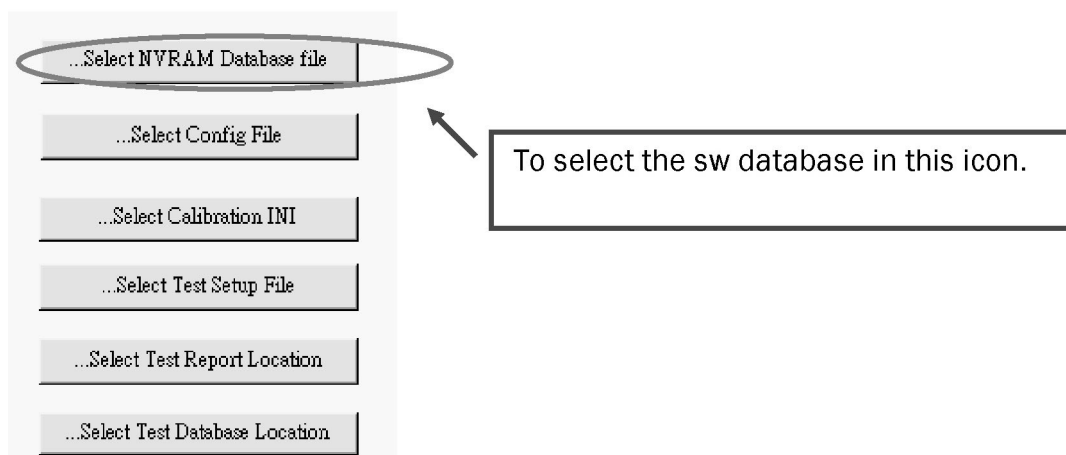 ...Select NVRAM Database file
...Select Config File
To select the sw database in this icon.
...Select Calibration INI
...Select Test Setup File
...Select Test Report Location
...Select Test Database Location